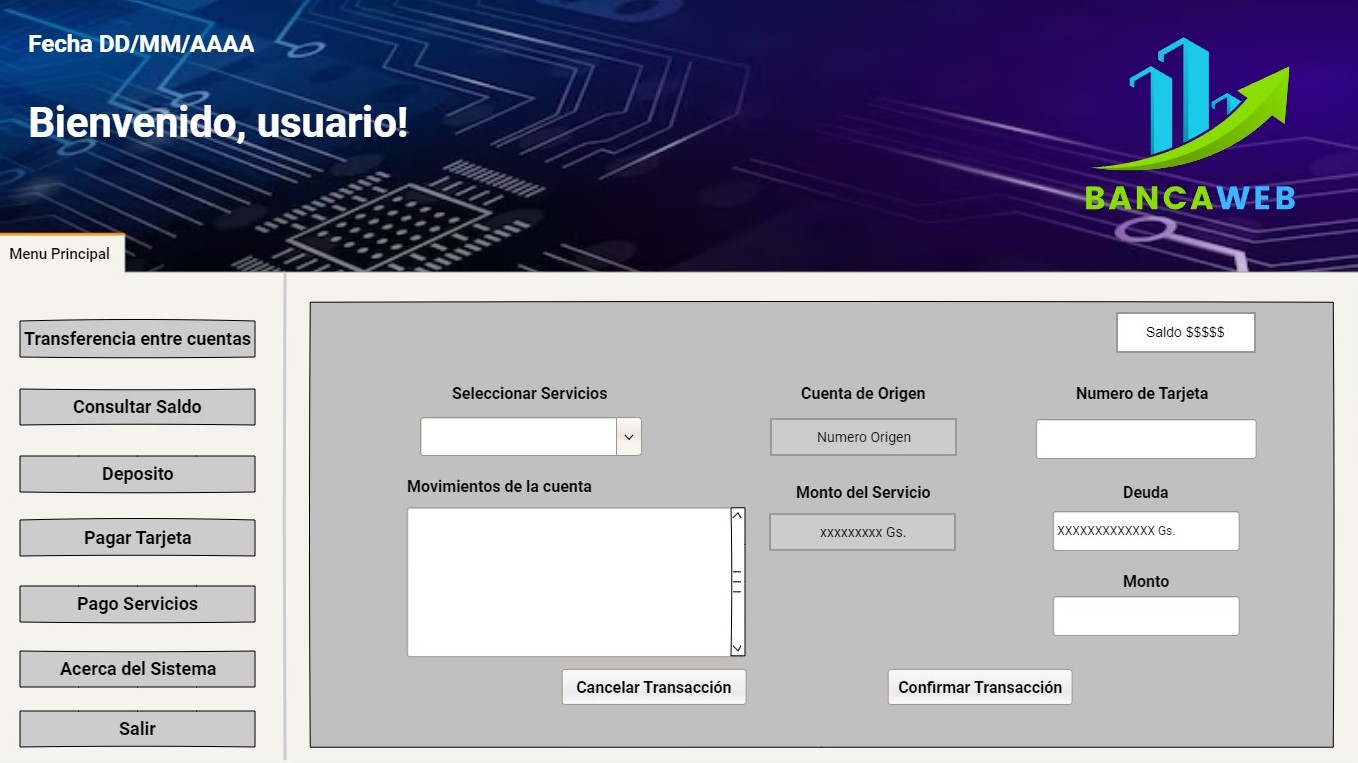 Fecha DD/MM/AAAA
Bienvenido, usuario!
BANCAWEB
Menu Principal
Transferencia entre cuentas
Consultar Saldo
Deposito
Pagar Tarjeta
Pago Servicios
Acerca del Sistema
Salir
Saldo $$$$$
Seleccionar Servicios
Cuenta de Origen
Numero de Tarjeta
Numero Origen
Movimientos de la cuenta
Monto del Servicio
Deuda
xxxxxxxxx Gs.
XXXXXXXXXXXXX Gs.
Monto
Cancelar Transacción
Confirmar Transacción